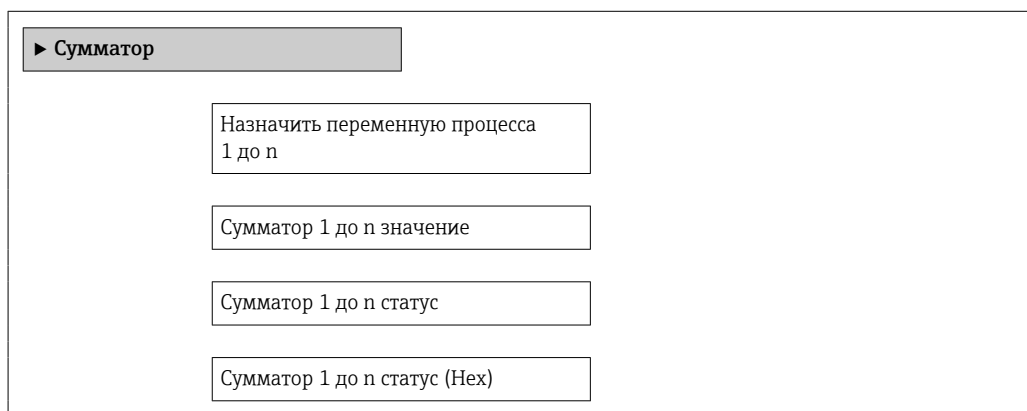 ▶ Сумматор
Назначить переменную процесса
1 до n
Сумматор 1 до n значение
Сумматор 1 до n статус
Сумматор 1 до n статус (Hex)